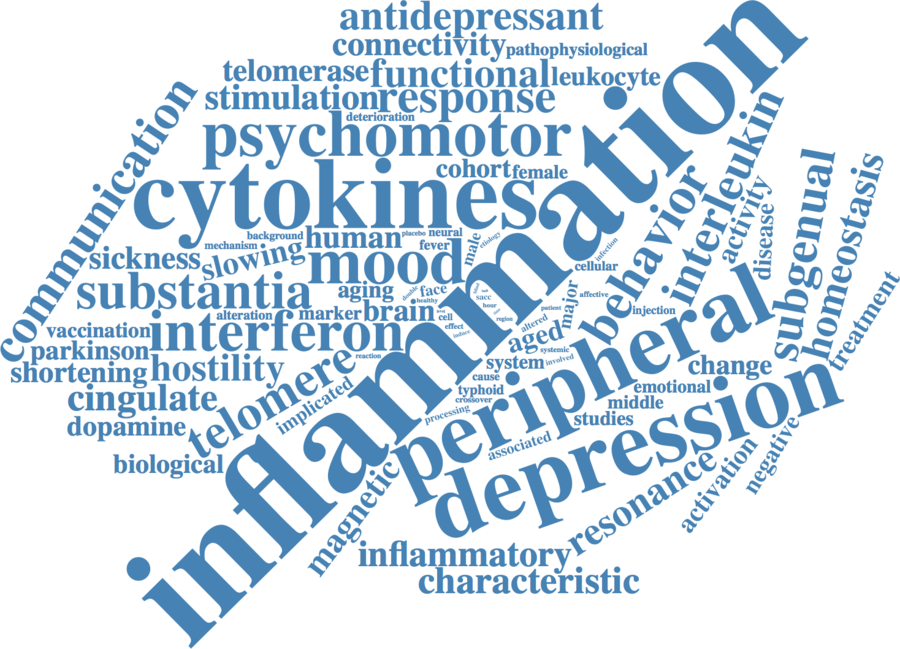 antidepressant
connectivity
pathophysiological
telomerase
functional
leukocyte
stimulation
response
deterioration
psychomotor
cohort
female
cytokines
inflammation
communication
background
mechanism
human
placebo
neural
fever
male
etiology
infection
sickness
slowing
mood
cellular
behavior
interleukin
activity
disease
subgenual
homeostasis
treatment
substantia
aging
double
face
healthy
sacc
hour
region
patient
major
affective
injection
alteration
marker
brain
cell
effect
induce
altered
aged
vaccination
interferon
parkinson
shortening
hostility
telomere
reaction
implicated
system
systemic
involved
cause
typhoid
crossover
processing
peripheral
change
emotional
middle
studies
cingulate
dopamine
biological
associated
depression
negative
activation
resonance
magnetic
inflammatory
characteristic